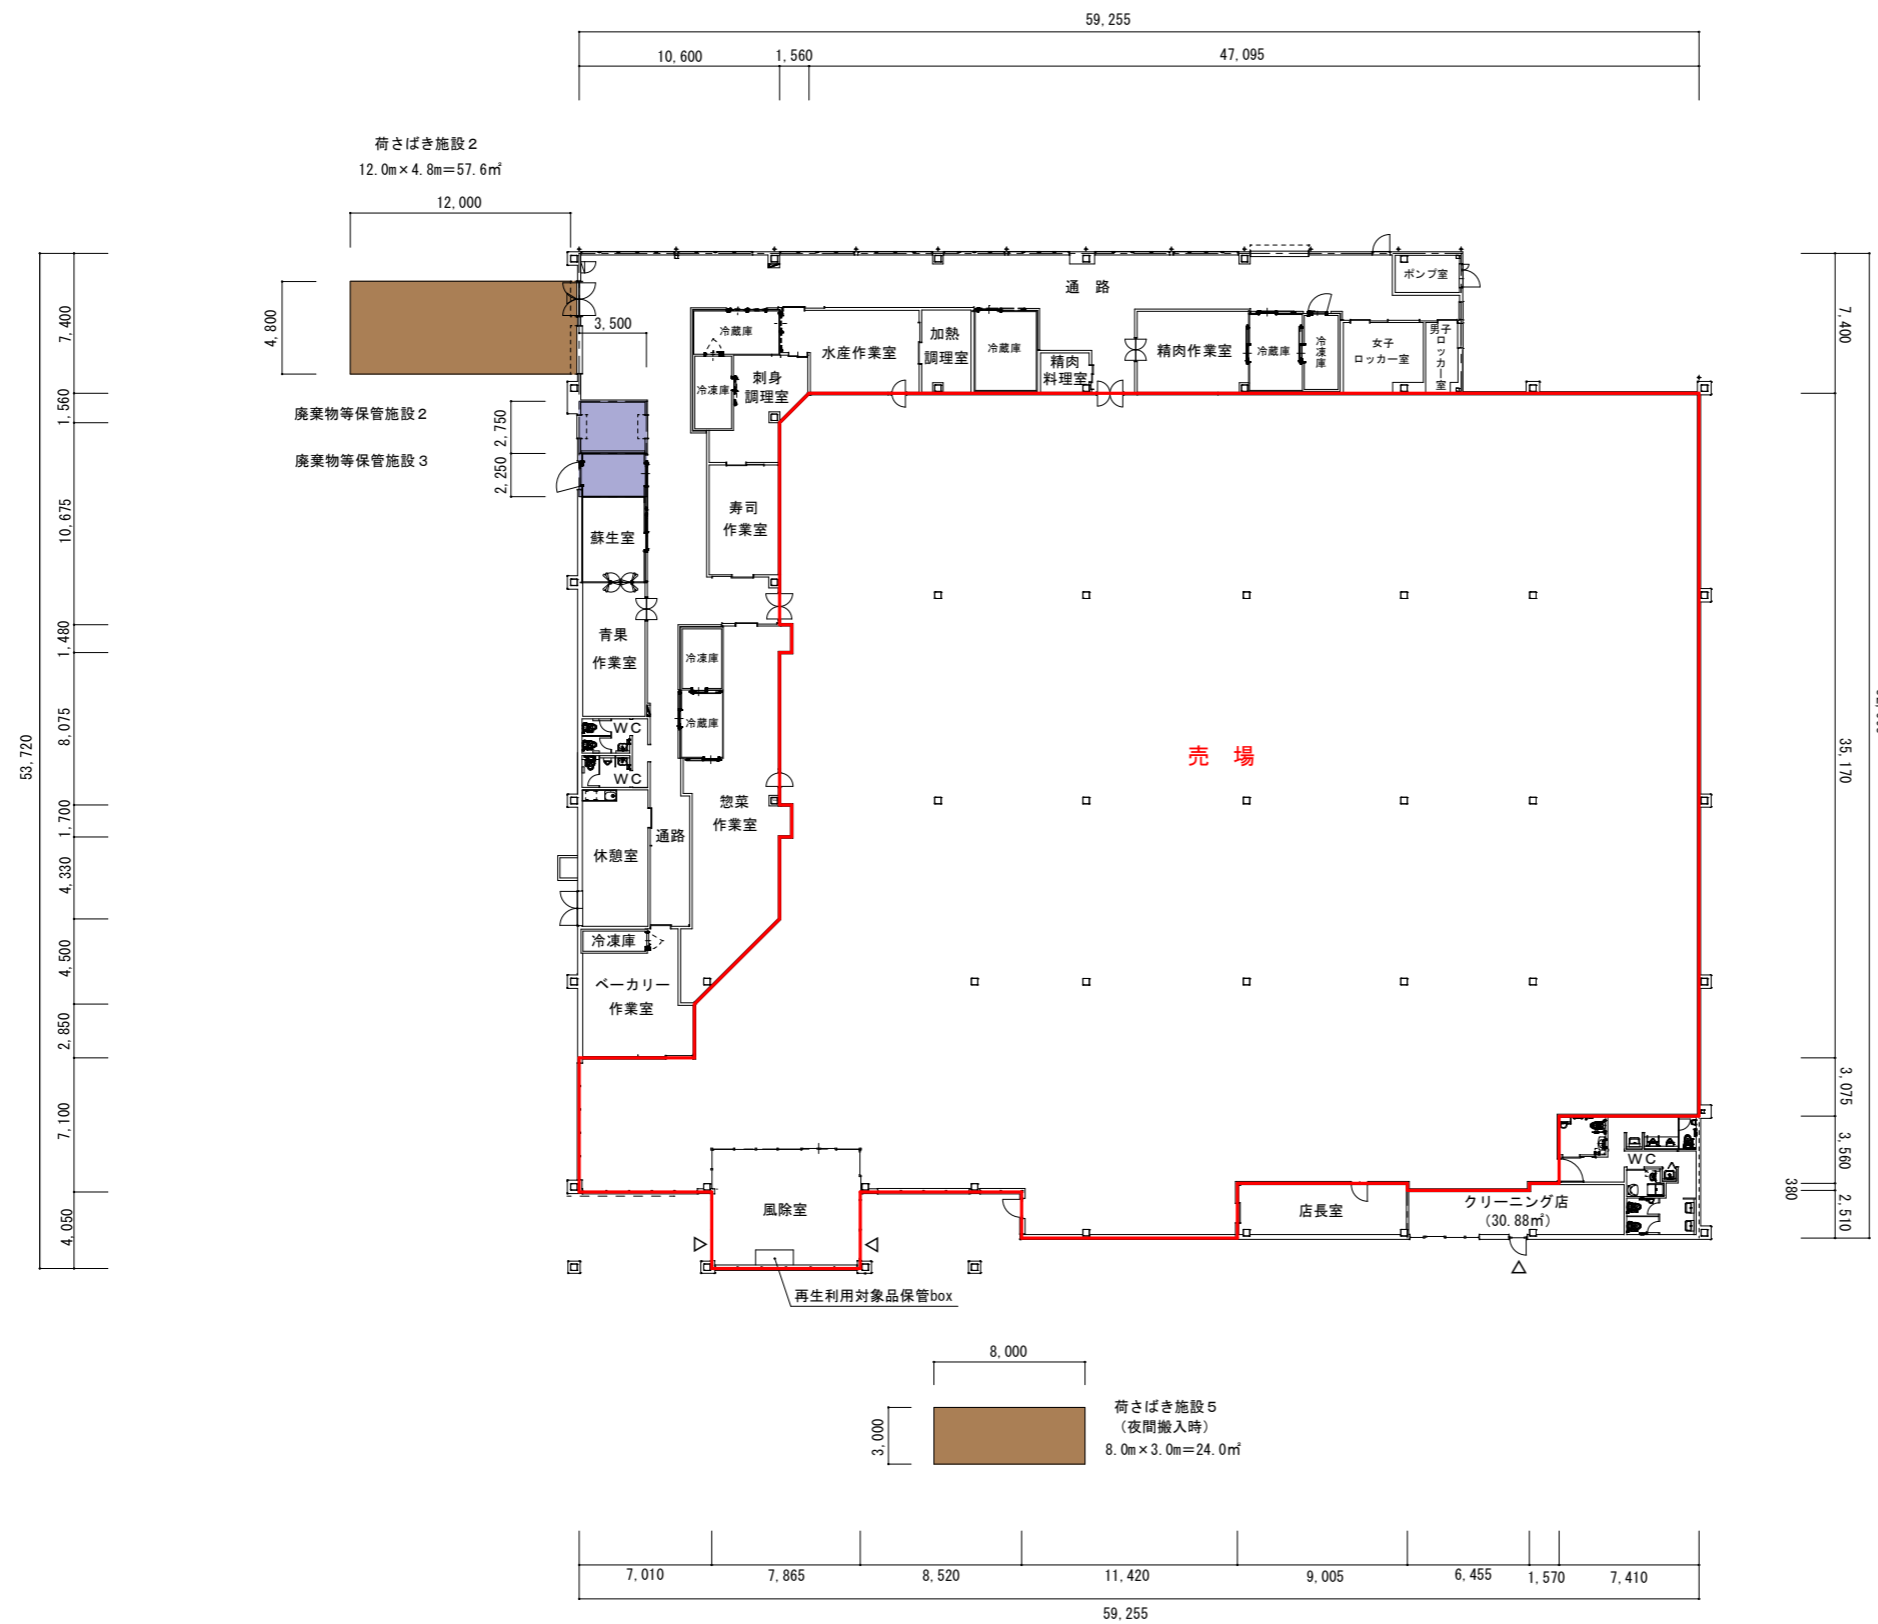 59,255
10,600
1,560
47,095
荷さばき施設2
12.0m×4.8m=57.6㎡
12,000
4,800
3,500
通 路
ポンプ室
冷蔵庫
水産作業室
加熱
調理室
冷蔵庫
精肉
料理室
精肉作業室
冷蔵庫
冷凍庫
女子
ロッカー室
男子ロッカー室
冷凍庫
刺身
調理室
廃棄物等保管施設2
廃棄物等保管施設3
2,750
2,250
寿司
作業室
蘇生室
青果
作業室
冷凍庫
冷蔵庫
WC
WC
惣菜
作業室
通路
休憩室
冷凍庫
ベーカリー
作業室
売 場
風除室
店長室
クリーニング店
(30.88㎡)
WC
再生利用対象品保管box
53,720
7,400
1,560
10,675
1,480
8,075
1,700
4,330
4,500
2,850
7,100
4,050
7,400
35,170
3,075
3,560
380
2,510
8,000
3,000
荷さばき施設5
(夜間搬入時)
8.0m×3.0m=24.0㎡
7,010
7,865
8,520
11,420
9,005
6,455
1,570
7,410
59,255